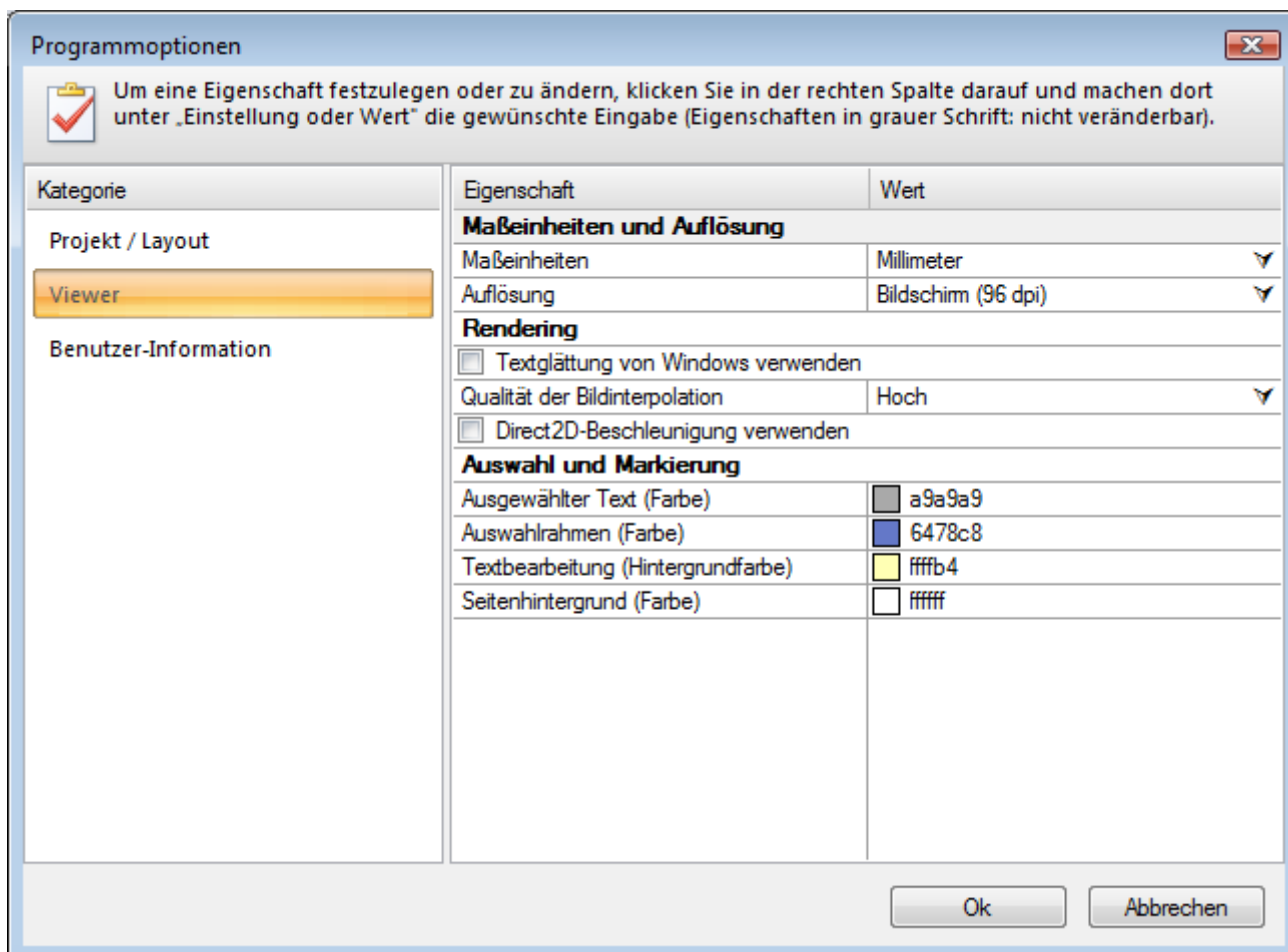 Programmoptionen
Um eine Eigenschaft festzulegen oder zu ändern, klicken Sie in der rechten Spalte darauf und machen dort
unter „Einstellung oder Wert" die gewünschte Eingabe (Eigenschaften in grauer Schrift: nicht veränderbar).
Kategorie
Projekt / Layout
Viewer
Benutzer-Information
Eigenschaft Wert
Maßeinheiten und Auflösung
Maßeinheiten Millimeter
Auflösung Bildschirm (96 dpi)
Rendering
Textglättung von Windows verwenden
Qualität der Bildinterpolation Hoch
Direct2D-Beschleunigung verwenden
Auswahl und Markierung
Ausgewählter Text (Farbe) a9a9a9
Auswahlrahmen (Farbe) 6478c8
Textbearbeitung (Hintergrundfarbe) ffffb4
Seitenhintergrund (Farbe) ffffff
Ok Abbrechen